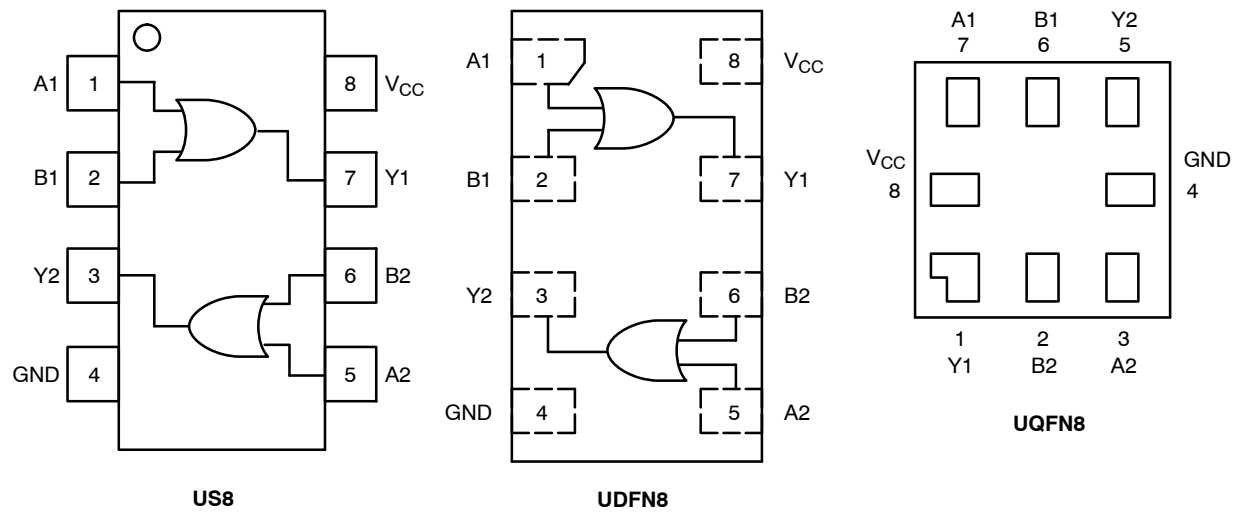 A1 1 8 VCC
B1 2 7 Y1
Y2 3 6 B2
GND 4 5 A2
US8
A1 1 8 VCC
B1 2 7 Y1
Y2 3 6 B2
GND 4 5 A2
UDFN8
A1 B1 Y2
7 6 5
VCC GND
8 4
1 2 3
Y1 B2 A2
UQFN8